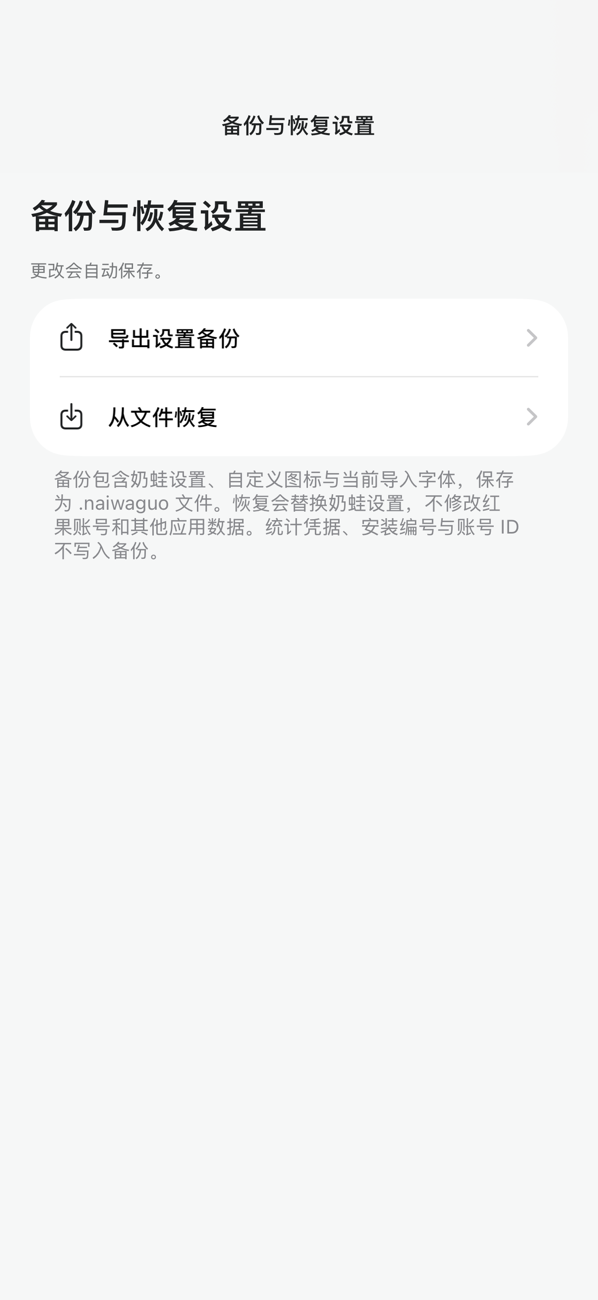 备份与恢复设置
备份与恢复设置
更改会自动保存。
导出设置备份
从文件恢复
备份包含奶蛙设置、自定义图标与当前导入字体，保存
为 .naiwaguo 文件。恢复会替换奶蛙设置，不修改红
果账号和其他应用数据。统计凭据、安装编号与账号 ID
不写入备份。